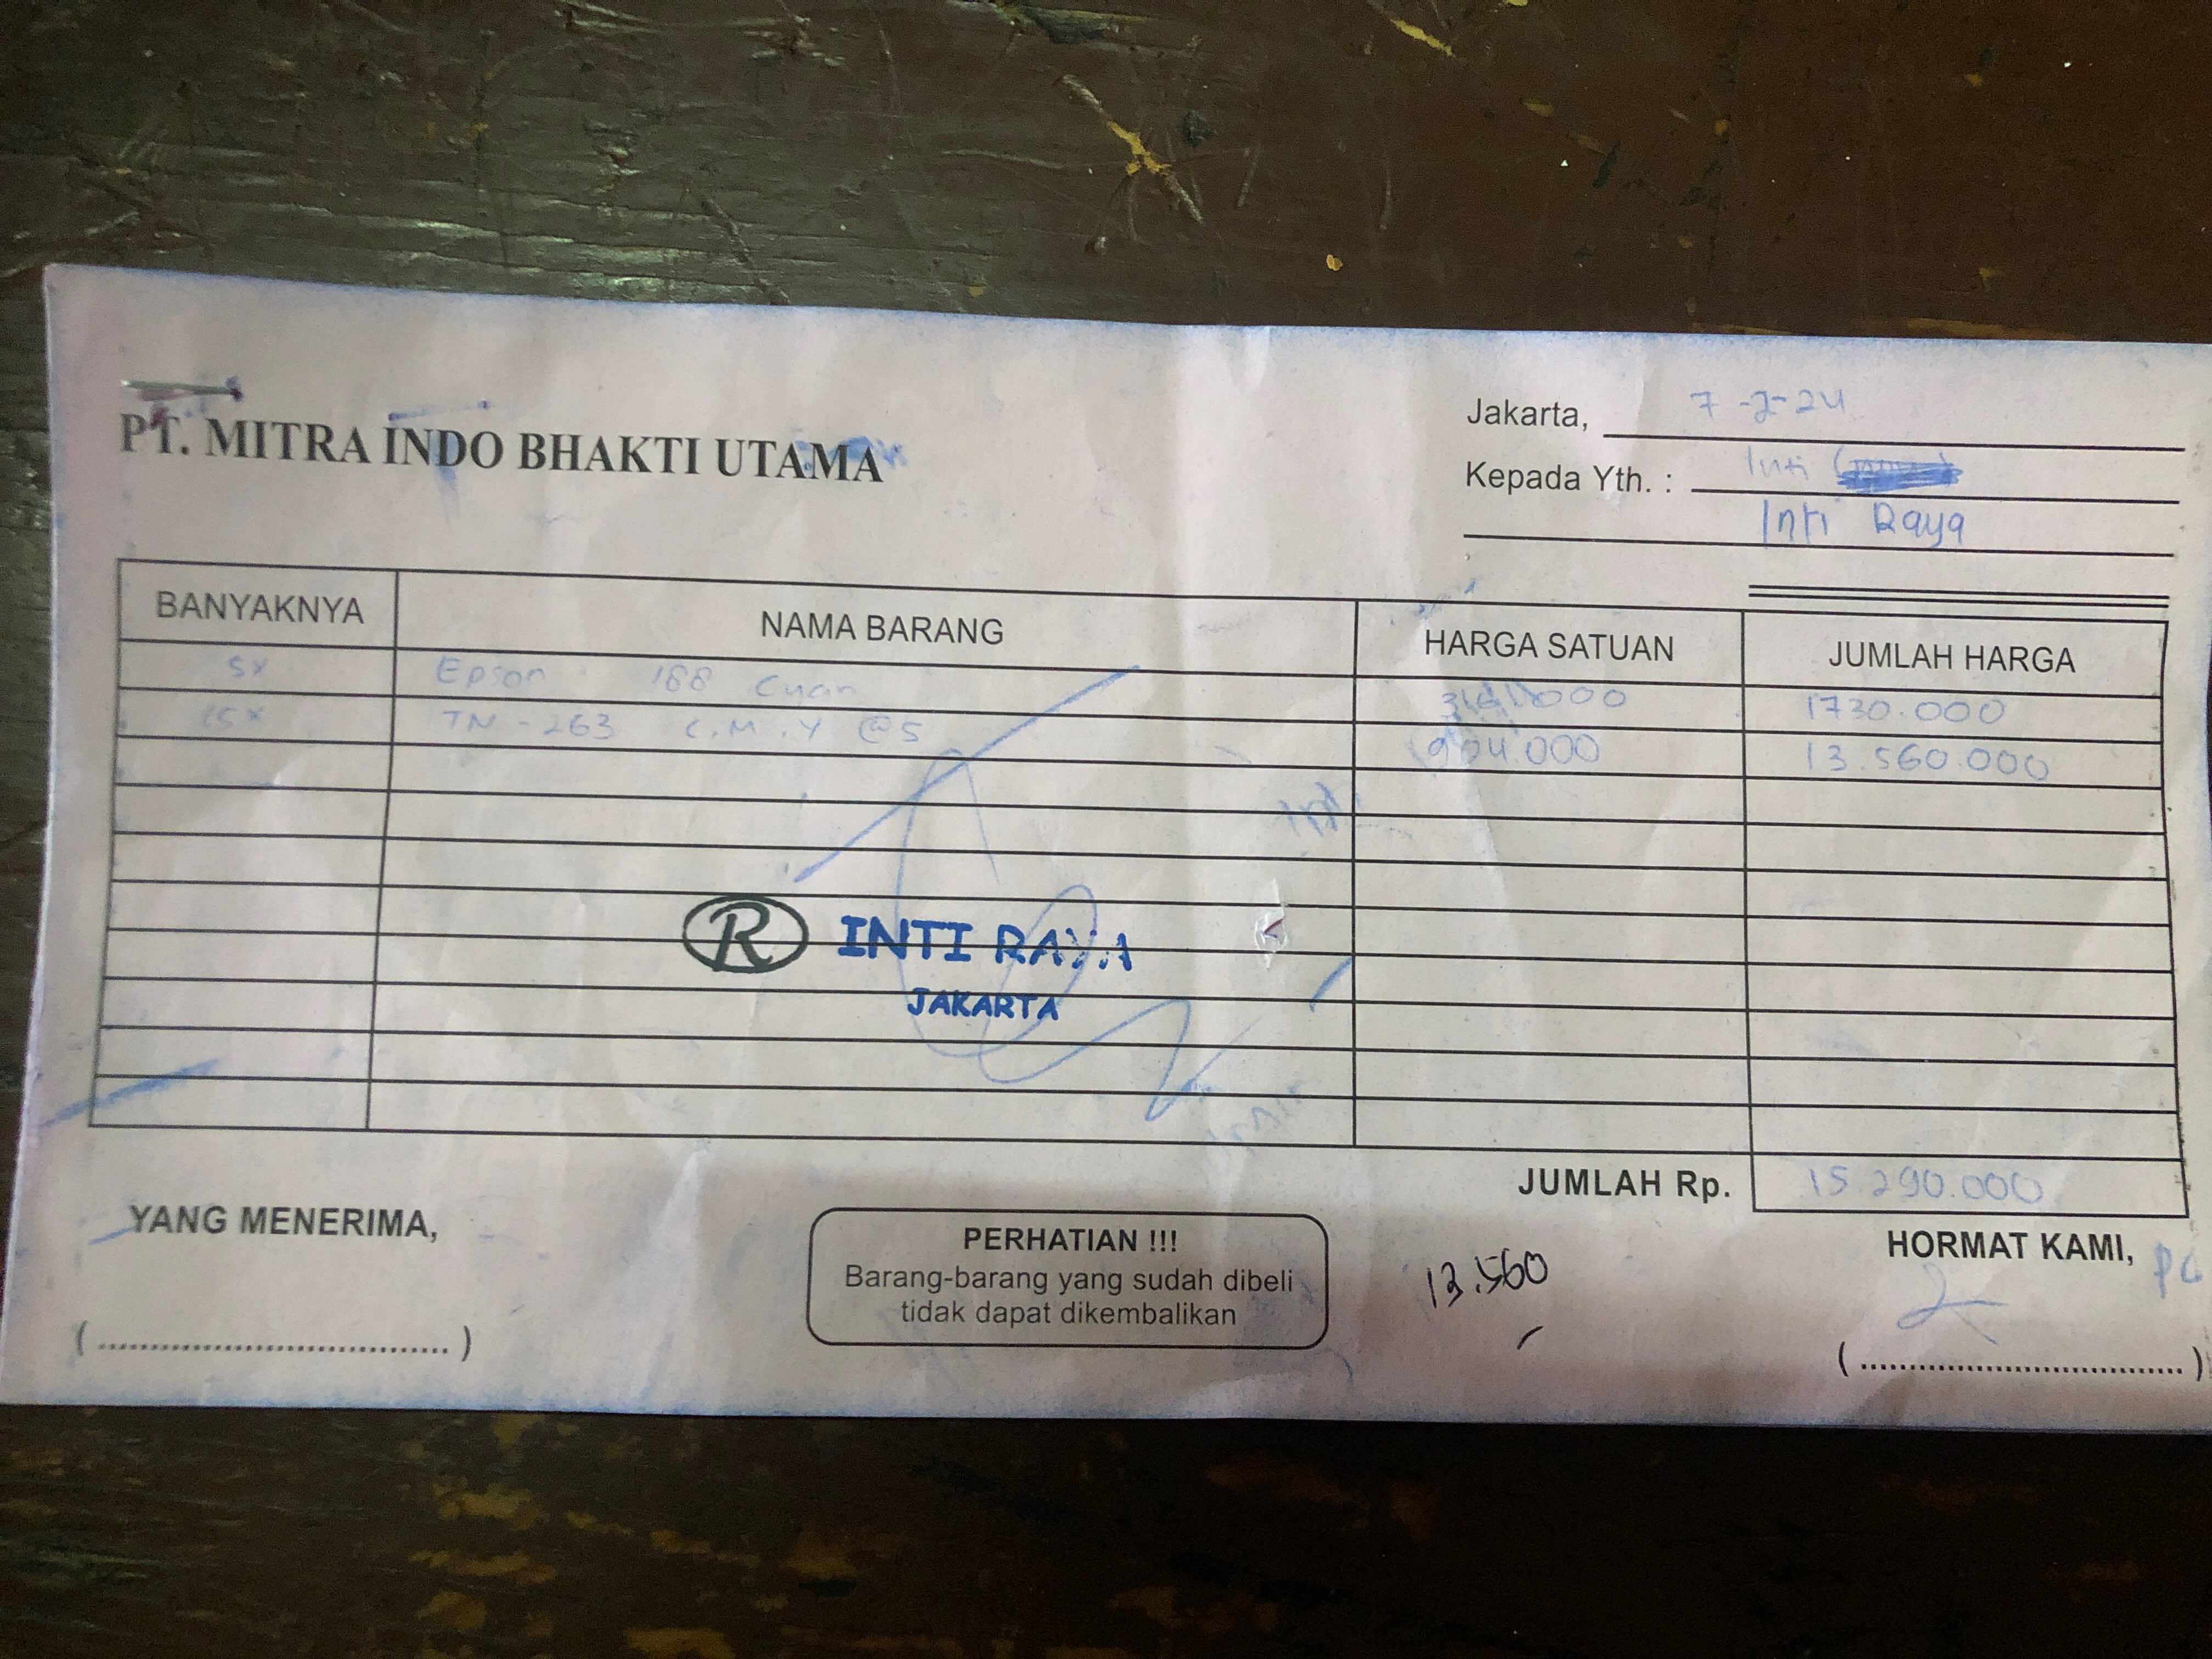 PT. MITRA INDO BHAKTI UTAMA
Jakarta, 7-2-24
Kepada Yth. : Inti
Inti Raya
BANYAKNYA NAMA BARANG HARGA SATUAN JUMLAH HARGA
5x Epson 188 Cyan 000 1730.000
15x TN-263 C.M.Y @5 904.000 13.560.000
R INTI RAYA
JAKARTA
JUMLAH Rp. 15.290.000
YANG MENERIMA,
PERHATIAN !!!
Barang-barang yang sudah dibeli
tidak dapat dikembalikan
13.560
HORMAT KAMI,
(....................................)
(....................................)